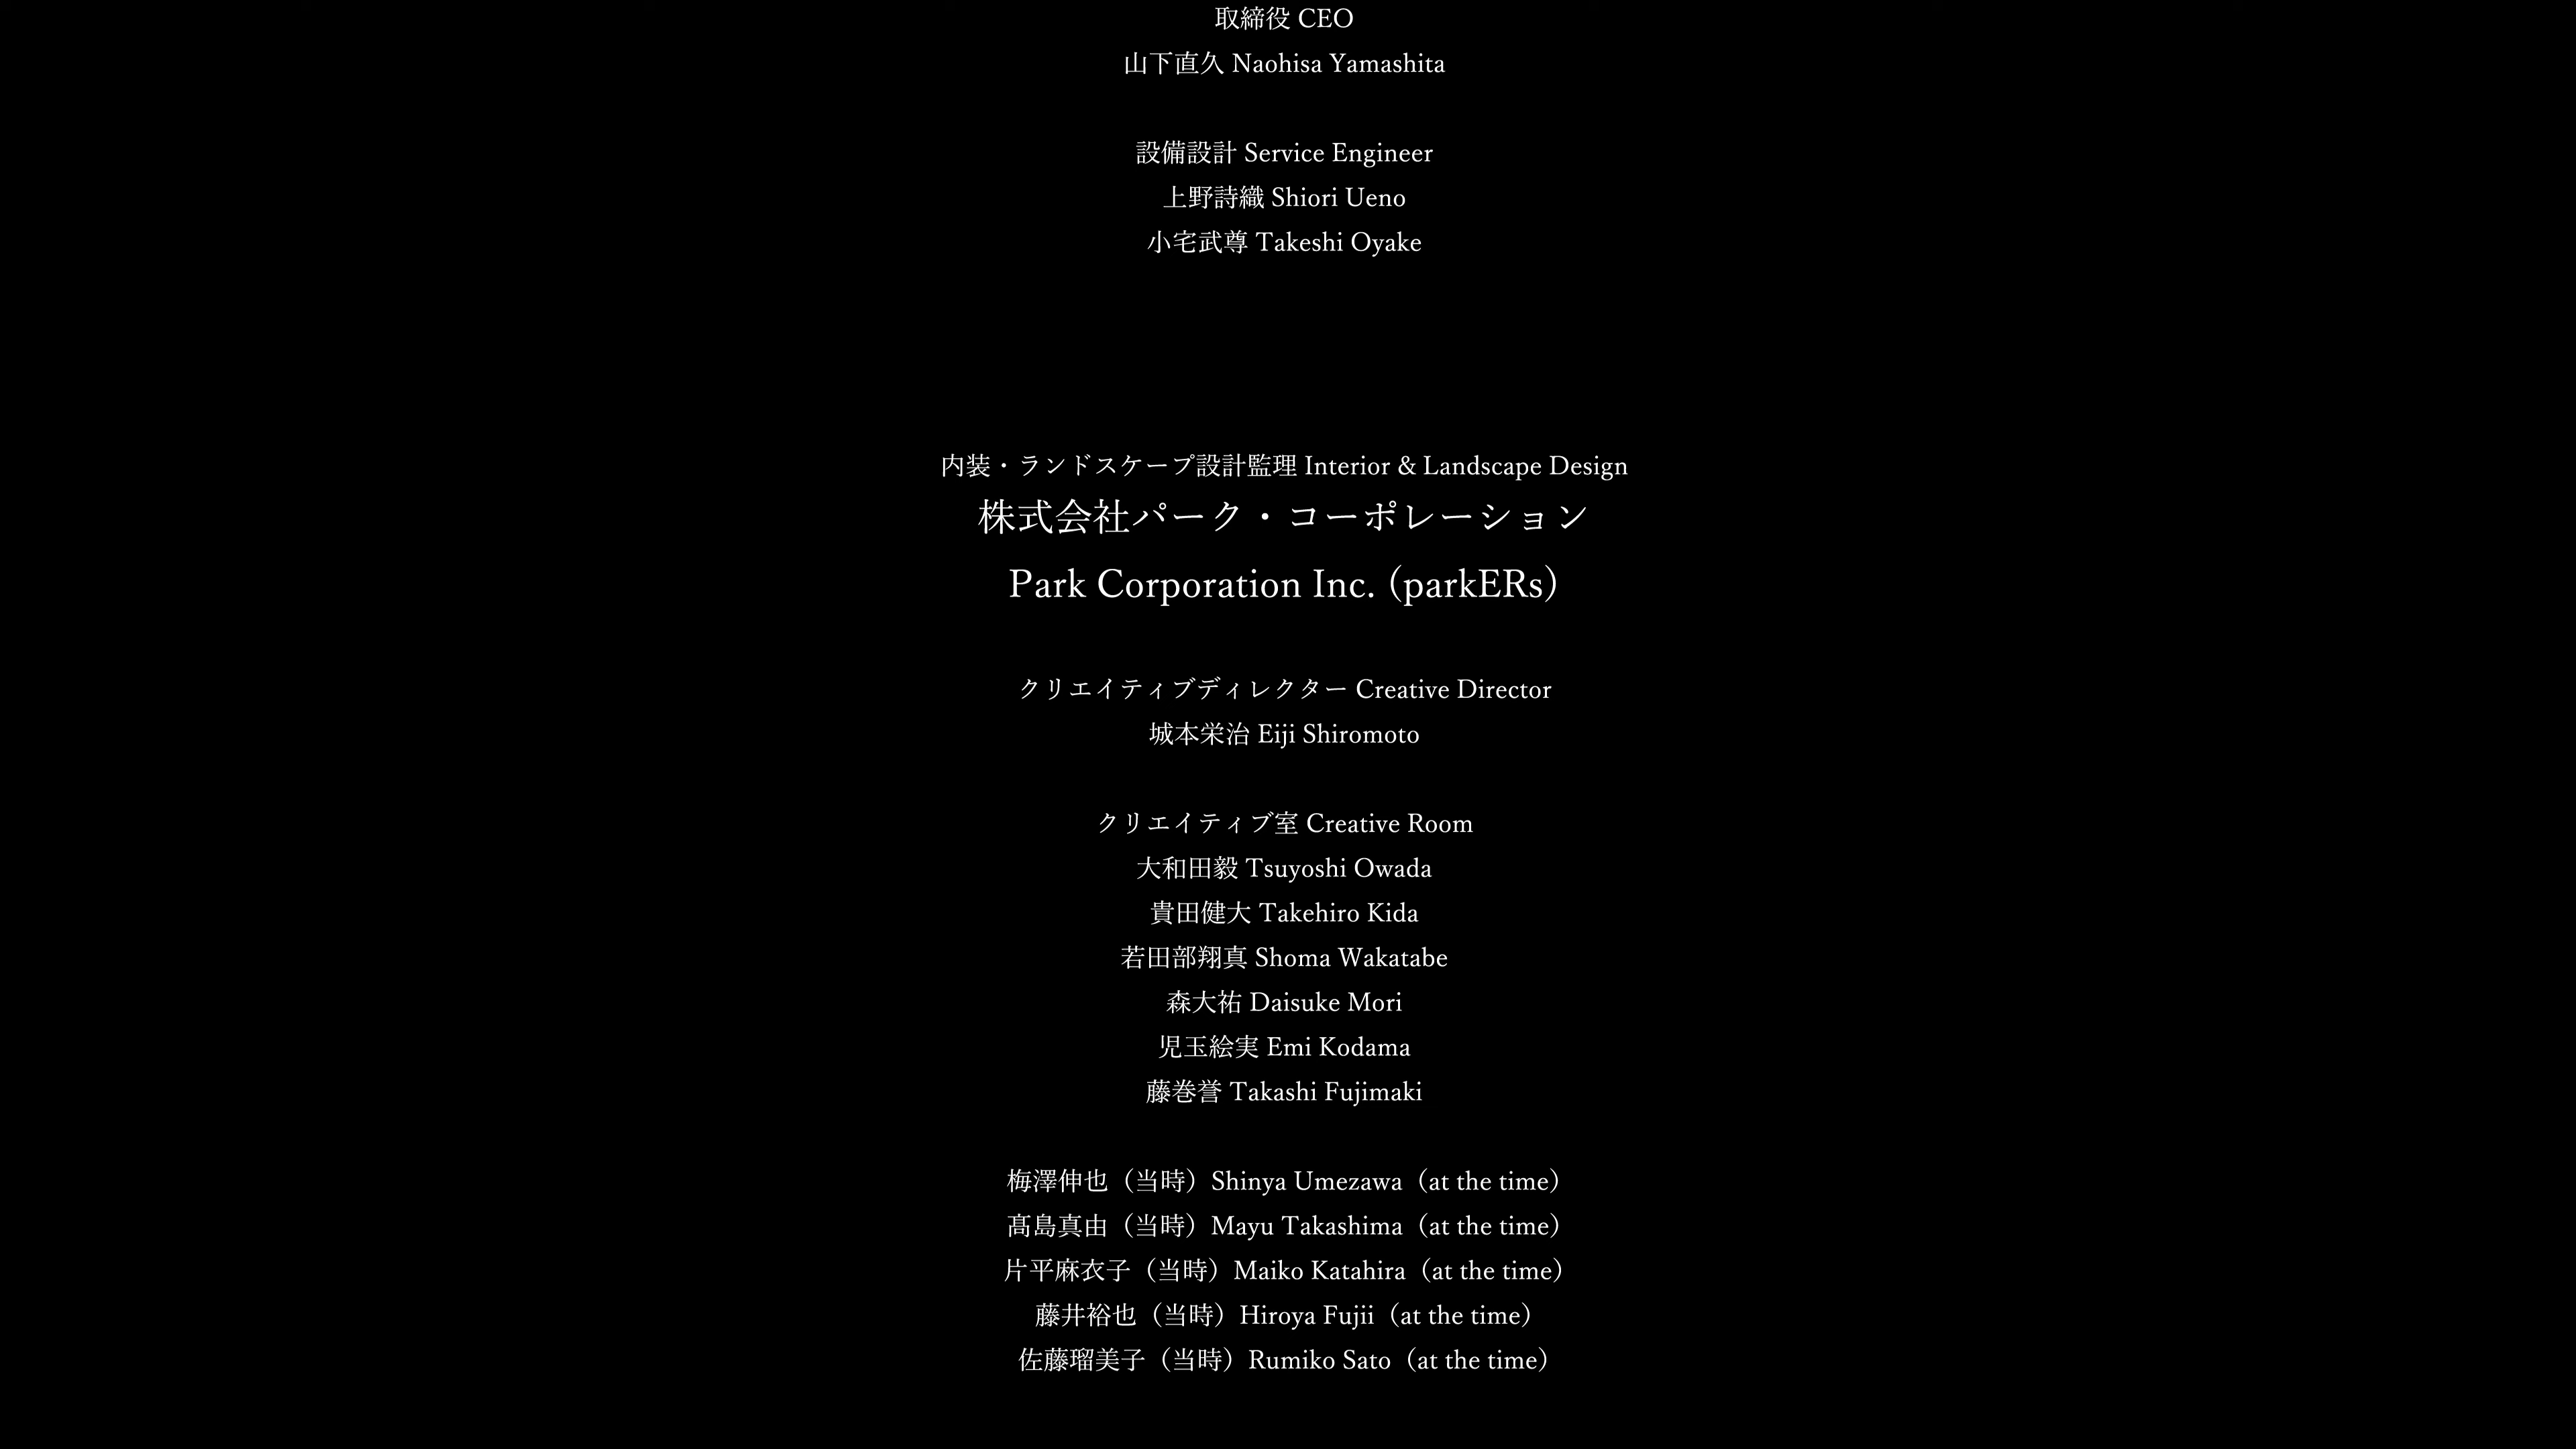 取締役 CEO
山下直久 Naohisa Yamashita
設備設計 Service Engineer
上野詩織 Shiori Ueno
小宅武尊 Takeshi Oyake
内装・ランドスケープ設計監理 Interior & Landscape Design
株式会社パーク・コーポレーション
Park Corporation Inc. (parkERs)
クリエイティブディレクター Creative Director
城本栄治 Eiji Shiromoto
クリエイティブ室 Creative Room
大和田毅 Tsuyoshi Owada
貴田健大 Takehiro Kida
若田部翔真 Shoma Wakatabe
森大祐 Daisuke Mori
児玉絵実 Emi Kodama
藤巻誉 Takashi Fujimaki
梅澤伸也（当時）Shinya Umezawa（at the time）
髙島真由（当時）Mayu Takashima（at the time）
片平麻衣子（当時）Maiko Katahira（at the time）
藤井裕也（当時）Hiroya Fujii（at the time）
佐藤瑠美子（当時）Rumiko Sato（at the time）